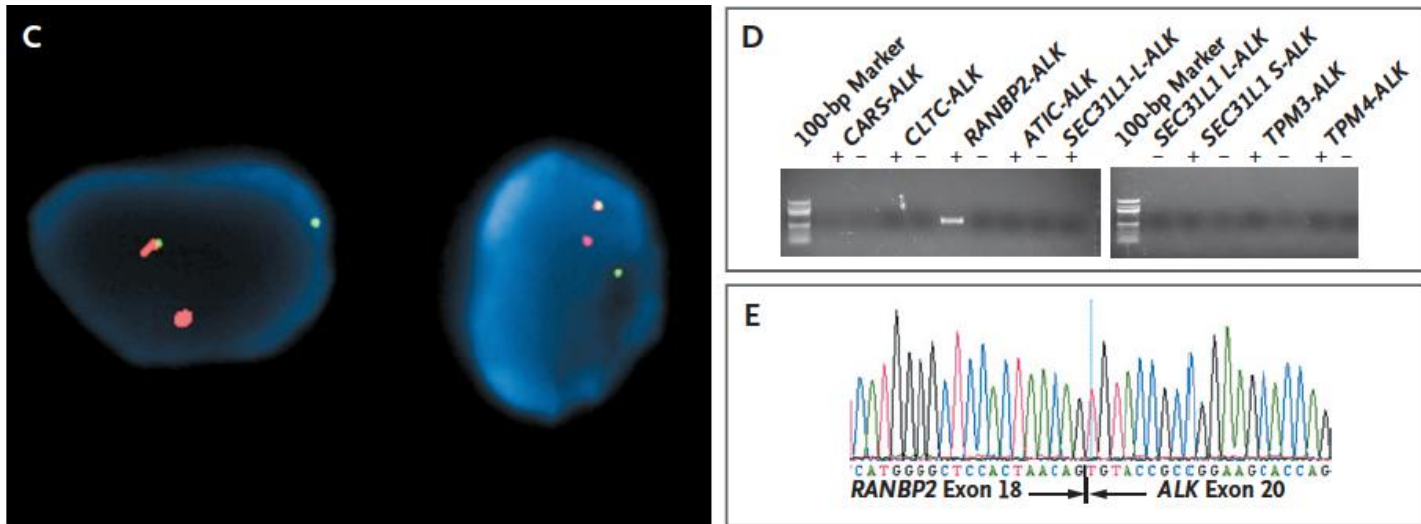 C
D
100-bp Marker
CARS-ALK
CLTC-ALK
RANBP2-ALK
ATIC-ALK
SEC31L1-L-ALK
100-bp Marker
SEC31L1 L-ALK
SEC31L1 S-ALK
TPM3-ALK
TPM4-ALK
+ − + − + − + − +
− + − + − + −
E
CATGGGGCTCCACTAACAGTGTACCGCCGGAAGCACCAG
RANBP2 Exon 18
ALK Exon 20